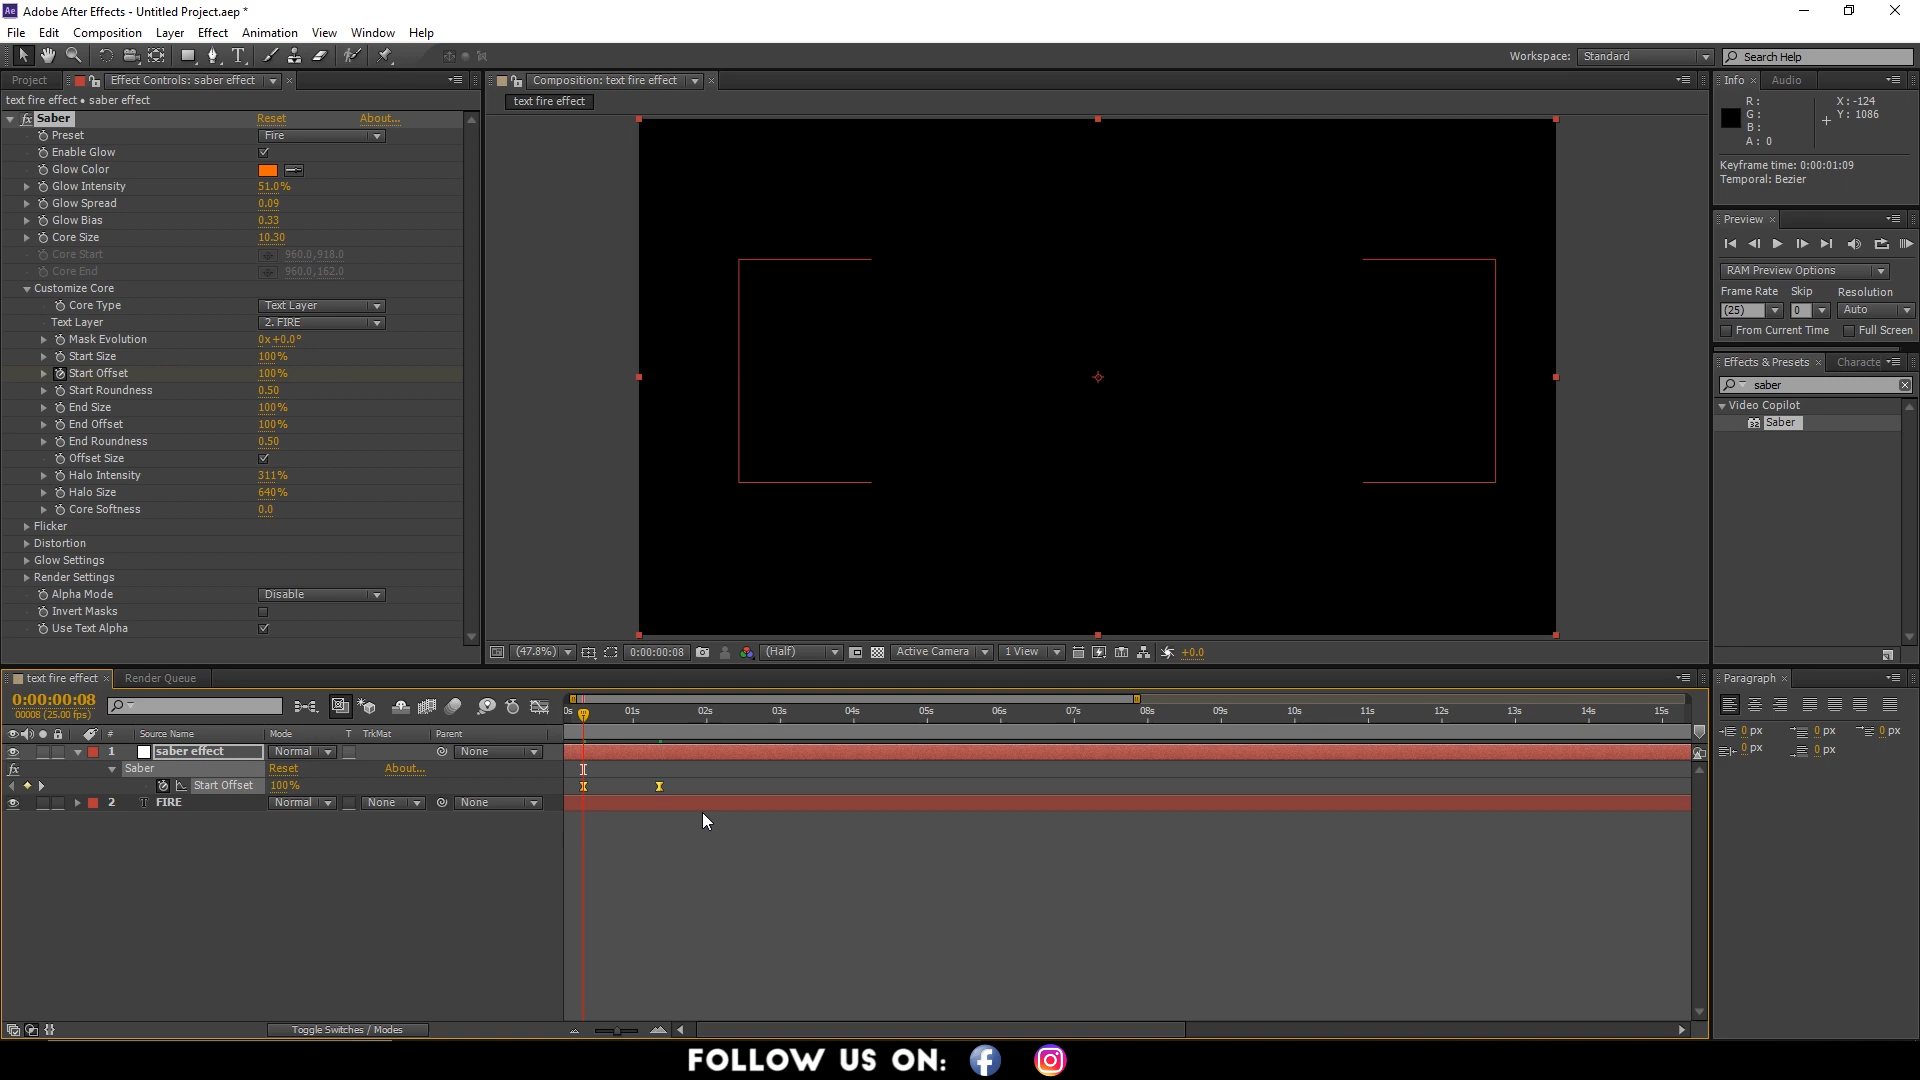 Ae Adobe After Effects - Untitled Project.aep *
File Edit Composition Layer Effect Animation View Window Help
Workspace: Standard Search Help
Project Effect Controls: saber effect
text fire effect • saber effect
fx Saber Reset About...
Preset Fire
Enable Glow
Glow Color
Glow Intensity 51.0%
Glow Spread 0.09
Glow Bias 0.33
Core Size 10.30
Core Start 960.0,918.0
Core End 960.0,162.0
Customize Core
Core Type Text Layer
Text Layer 2. FIRE
Mask Evolution 0x+0.0°
Start Size 100%
Start Offset 100%
Start Roundness 0.50
End Size 100%
End Offset 100%
End Roundness 0.50
Offset Size
Halo Intensity 311%
Halo Size 640%
Core Softness 0.0
Flicker
Distortion
Glow Settings
Render Settings
Alpha Mode Disable
Invert Masks
Use Text Alpha
Composition: text fire effect
text fire effect
(47.8%) 0:00:00:08 (Half) Active Camera 1 View +0.0
Info Audio
R: X: -124
G: Y: 1086
B:
A: 0
Keyframe time: 0:00:01:09
Temporal: Bezier
Preview
RAM Preview Options
Frame Rate Skip Resolution
(25) 0 Auto
From Current Time Full Screen
Effects & Presets Characte
saber
Video Copilot
32 Saber
Paragraph
0 px 0 px 0 px
0 px 0 px
text fire effect Render Queue
0:00:00:08
00008 (25.00 fps)
0s 01s 02s 03s 04s 05s 06s 07s 08s 09s 10s 11s 12s 13s 14s 15s
# Source Name Mode T TrkMat Parent
1 saber effect Normal None
fx Saber Reset About...
Start Offset 100%
2 T FIRE Normal None None
Toggle Switches / Modes
FOLLOW US ON: